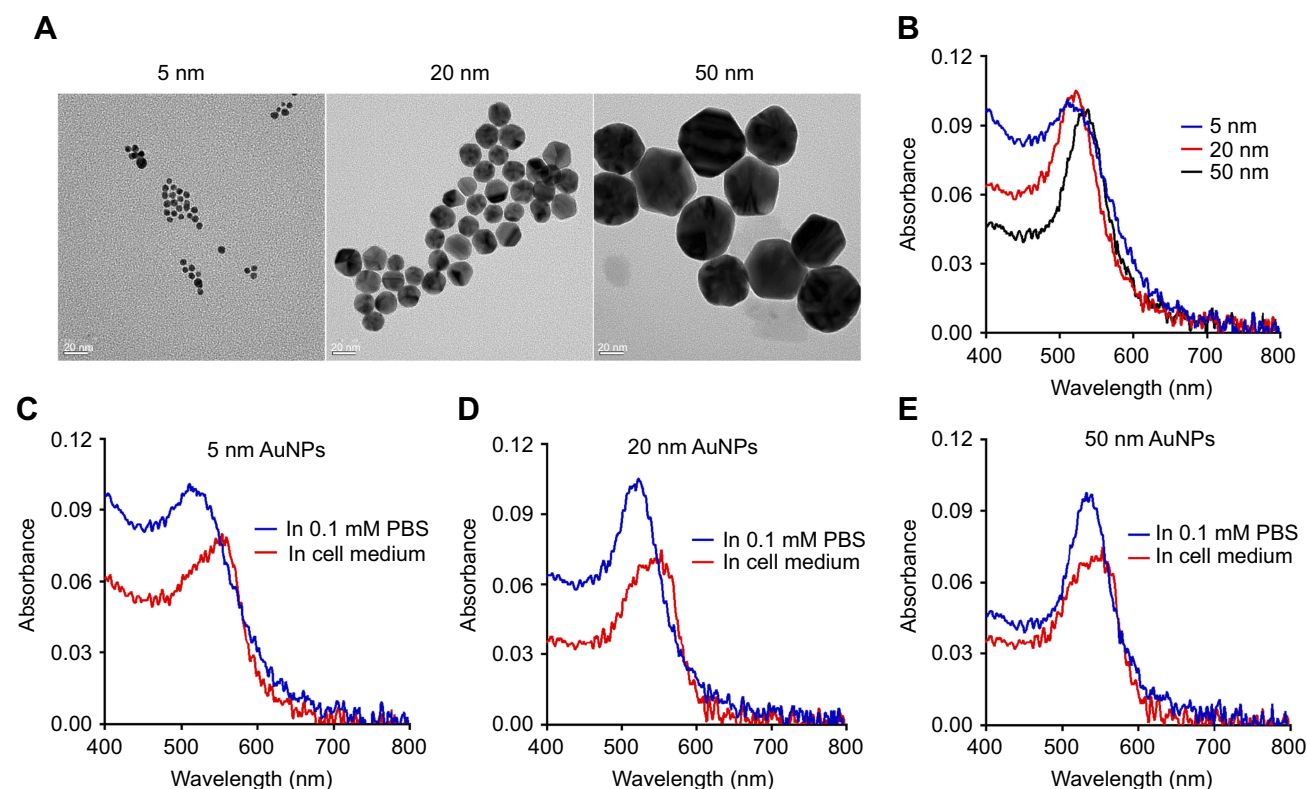 A
5 nm
20 nm
50 nm
20 nm
20 nm
20 nm
B
0.12
0.09
0.06
0.03
0.00
Absorbance
400 500 600 700 800
Wavelength (nm)
5 nm
20 nm
50 nm
C
5 nm AuNPs
0.12
0.09
0.06
0.03
0.00
Absorbance
In 0.1 mM PBS
In cell medium
400 500 600 700 800
Wavelength (nm)
D
20 nm AuNPs
0.12
0.09
0.06
0.03
0.00
Absorbance
In 0.1 mM PBS
In cell medium
400 500 600 700 800
Wavelength (nm)
E
50 nm AuNPs
0.12
0.09
0.06
0.03
0.00
Absorbance
In 0.1 mM PBS
In cell medium
400 500 600 700 800
Wavelength (nm)